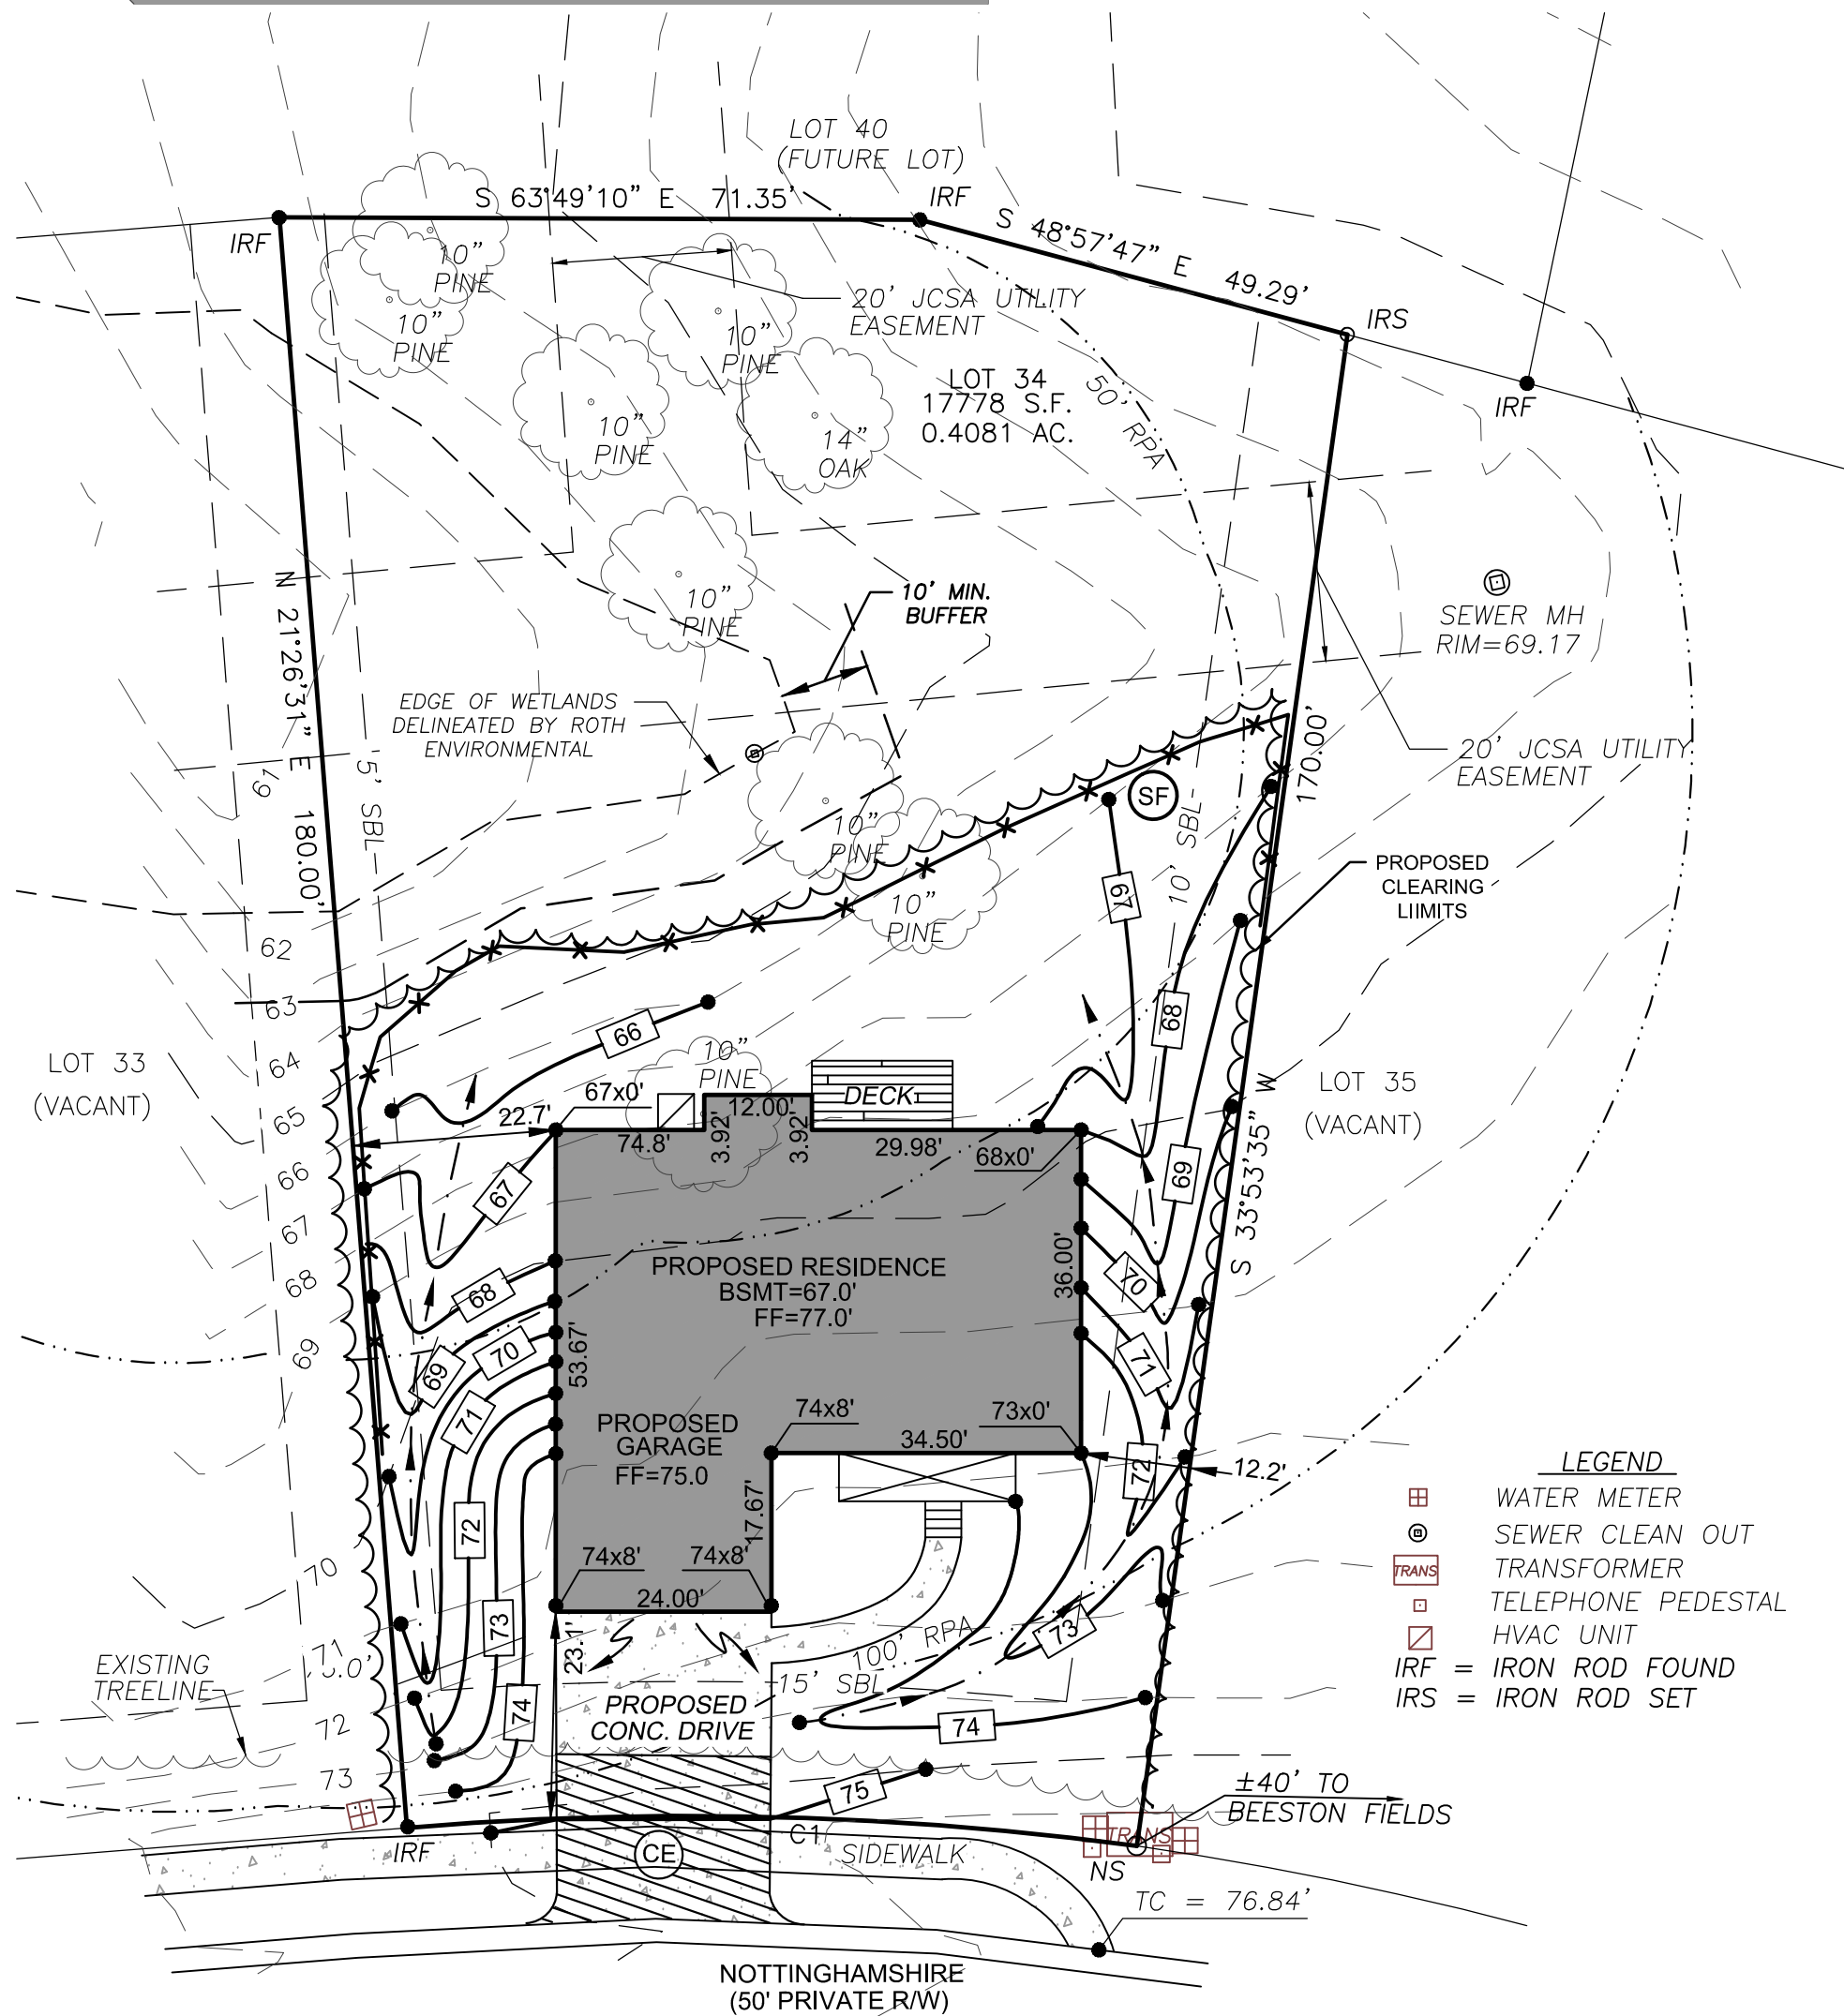 LOT 40
(FUTURE LOT)
S 63°49'10" E 71.35'
IRF
S 48°57'47" E 49.29'
IRF
IRS
IRF
10"
PINE
10"
PINE
10"
PINE
10"
PINE
14"
OAK
10"
PINE
20' JCSA UTILITY
EASEMENT
LOT 34
17778 S.F.
0.4081 AC.
50' RPA
10' MIN.
BUFFER
SEWER MH
RIM=69.17
N 21°26'31" E 180.00'
EDGE OF WETLANDS
DELINEATED BY ROTH
ENVIRONMENTAL
5' SBL
20' JCSA UTILITY
EASEMENT
170.00'
S 33°53'35" W
SF
10' SBL
10"
PINE
10"
PINE
PROPOSED
CLEARING
LIIMITS
61
62
63
64
65
66
67
68
69
70
71
72
73
LOT 33
(VACANT)
LOT 35
(VACANT)
66
67
68
69
70
71
72
73
74
67
68
69
70
71
72
73
74
75
10"
PINE
DECK
67x0'
22.7'
74.8'
3.92'
12.00'
3.92'
29.98'
68x0'
PROPOSED RESIDENCE
BSMT=67.0'
FF=77.0'
36.00'
53.67'
PROPOSED
GARAGE
FF=75.0
74x8'
73x0'
34.50'
12.2'
17.67'
74x8'
74x8'
24.00'
23.1'
100' RPA
15' SBL
PROPOSED
CONC. DRIVE
EXISTING
TREELINE
LEGEND
WATER METER
SEWER CLEAN OUT
TRANS TRANSFORMER
TELEPHONE PEDESTAL
HVAC UNIT
IRF = IRON ROD FOUND
IRS = IRON ROD SET
±40' TO
BEESTON FIELDS
IRF
CE
C1
SIDEWALK
TRANS
NS
TC = 76.84'
NOTTINGHAMSHIRE
(50' PRIVATE R/W)